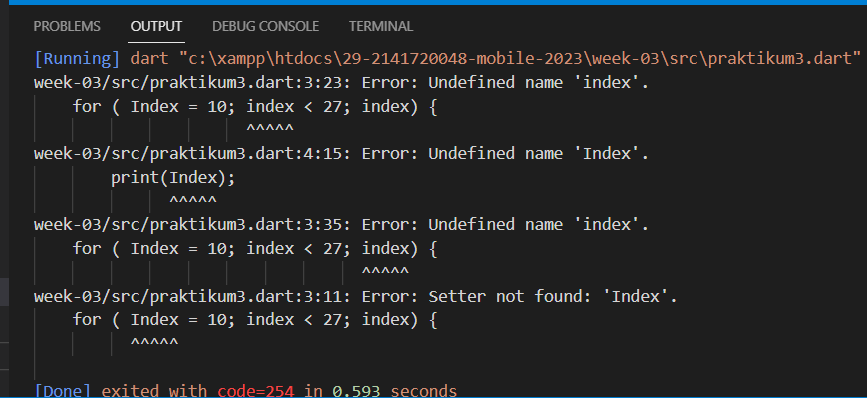 PROBLEMS OUTPUT DEBUG CONSOLE TERMINAL
[Running] dart "c:\xampp\htdocs\29-2141720048-mobile-2023\week-03\src\praktikum3.dart"
week-03/src/praktikum3.dart:3:23: Error: Undefined name 'index'.
    for ( Index = 10; index < 27; index) {
                      ^^^^^
week-03/src/praktikum3.dart:4:15: Error: Undefined name 'Index'.
        print(Index);
              ^^^^^
week-03/src/praktikum3.dart:3:35: Error: Undefined name 'index'.
    for ( Index = 10; index < 27; index) {
                                  ^^^^^
week-03/src/praktikum3.dart:3:11: Error: Setter not found: 'Index'.
    for ( Index = 10; index < 27; index) {
          ^^^^^
[Done] exited with code=254 in 0.593 seconds